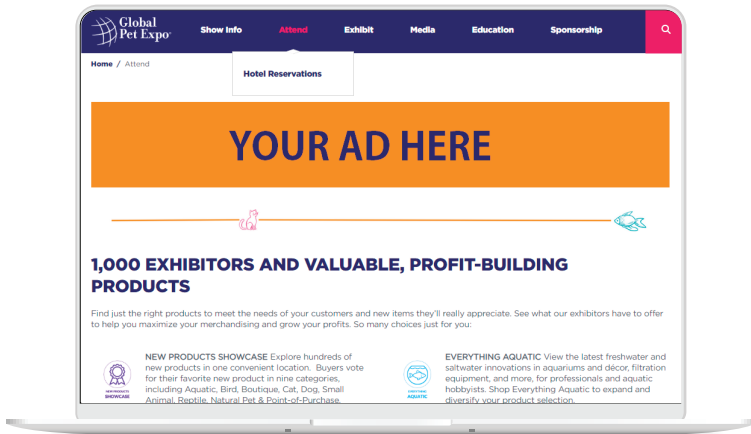 Global
Pet Expo
Show Info
Attend
Exhibit
Media
Education
Sponsorship
Home / Attend
Hotel Reservations
YOUR AD HERE
1,000 EXHIBITORS AND VALUABLE, PROFIT-BUILDING
PRODUCTS
Find just the right products to meet the needs of your customers and new items they'll really appreciate. See what our exhibitors have to offer
to help you maximize your merchandising and grow your profits. So many choices just for you:
NEW PRODUCTS SHOWCASE Explore hundreds of
new products in one convenient location. Buyers vote
for their favorite new product in nine categories,
including Aquatic, Bird, Boutique, Cat, Dog, Small
Animal, Reptile, Natural Pet & Point-of-Purchase.
NEW PRODUCTS
SHOWCASE
EVERYTHING AQUATIC View the latest freshwater and
saltwater innovations in aquariums and décor, filtration
equipment, and more, for professionals and aquatic
hobbyists. Shop Everything Aquatic to expand and
diversify your product selection.
EVERYTHING
AQUATIC